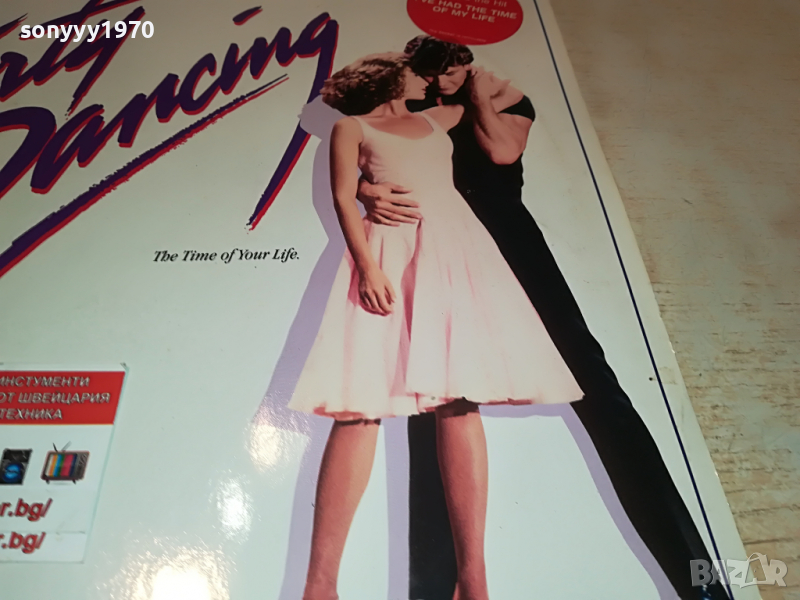 sonyyy1970
Dancing
I'VE HAD THE TIME
OF MY LIFE
The Time of Your Life.
ИНСТУМЕНТИ
ОТ ШВЕЙЦАРИЯ
ТЕХНИКА
r.bg/
r.bg/
BAZAR